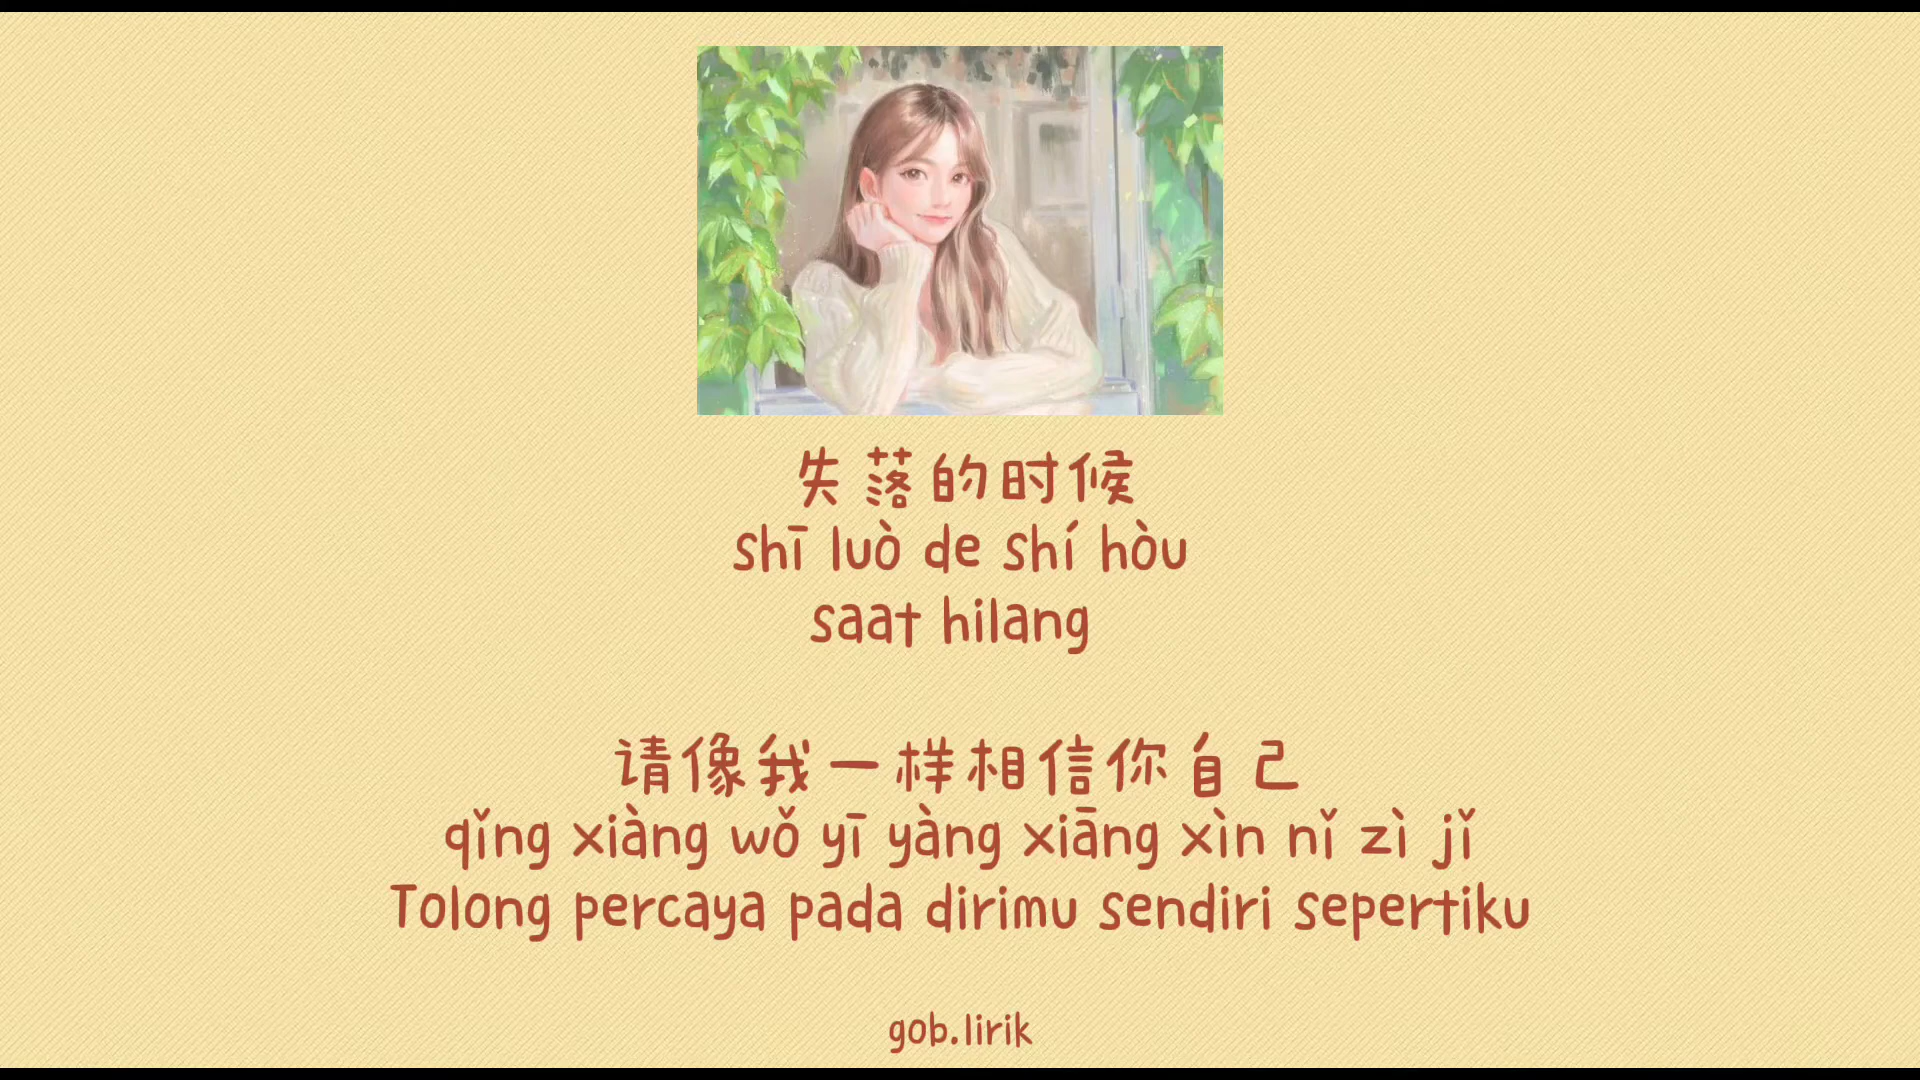 失落的时候
shī luò de shí hòu
saat hilang
请像我一样相信你自己
qǐng xiàng wǒ yī yàng xiāng xìn nǐ zì jǐ
Tolong percaya pada dirimu sendiri sepertiku
gob.lirik